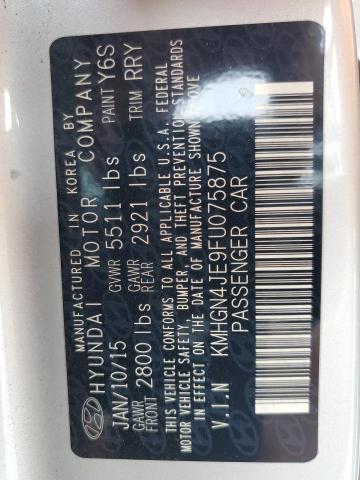 MANUFACTURED IN KOREA BY
HYUNDAI MOTOR COMPANY
JAN/10/15 GVWR 5511 lbs PAINT Y6S
GAWR FRONT 2800 lbs GAWR REAR 2921 lbs TRIM RRY
THIS VEHICLE CONFORMS TO ALL APPLICABLE U.S.A. FEDERAL
MOTOR VEHICLE SAFETY, BUMPER, AND THEFT PREVENTION STANDARDS
IN EFFECT ON THE DATE OF MANUFACTURE SHOWN ABOVE
V.I.N KMHGN4JE9FU075875
PASSENGER CAR